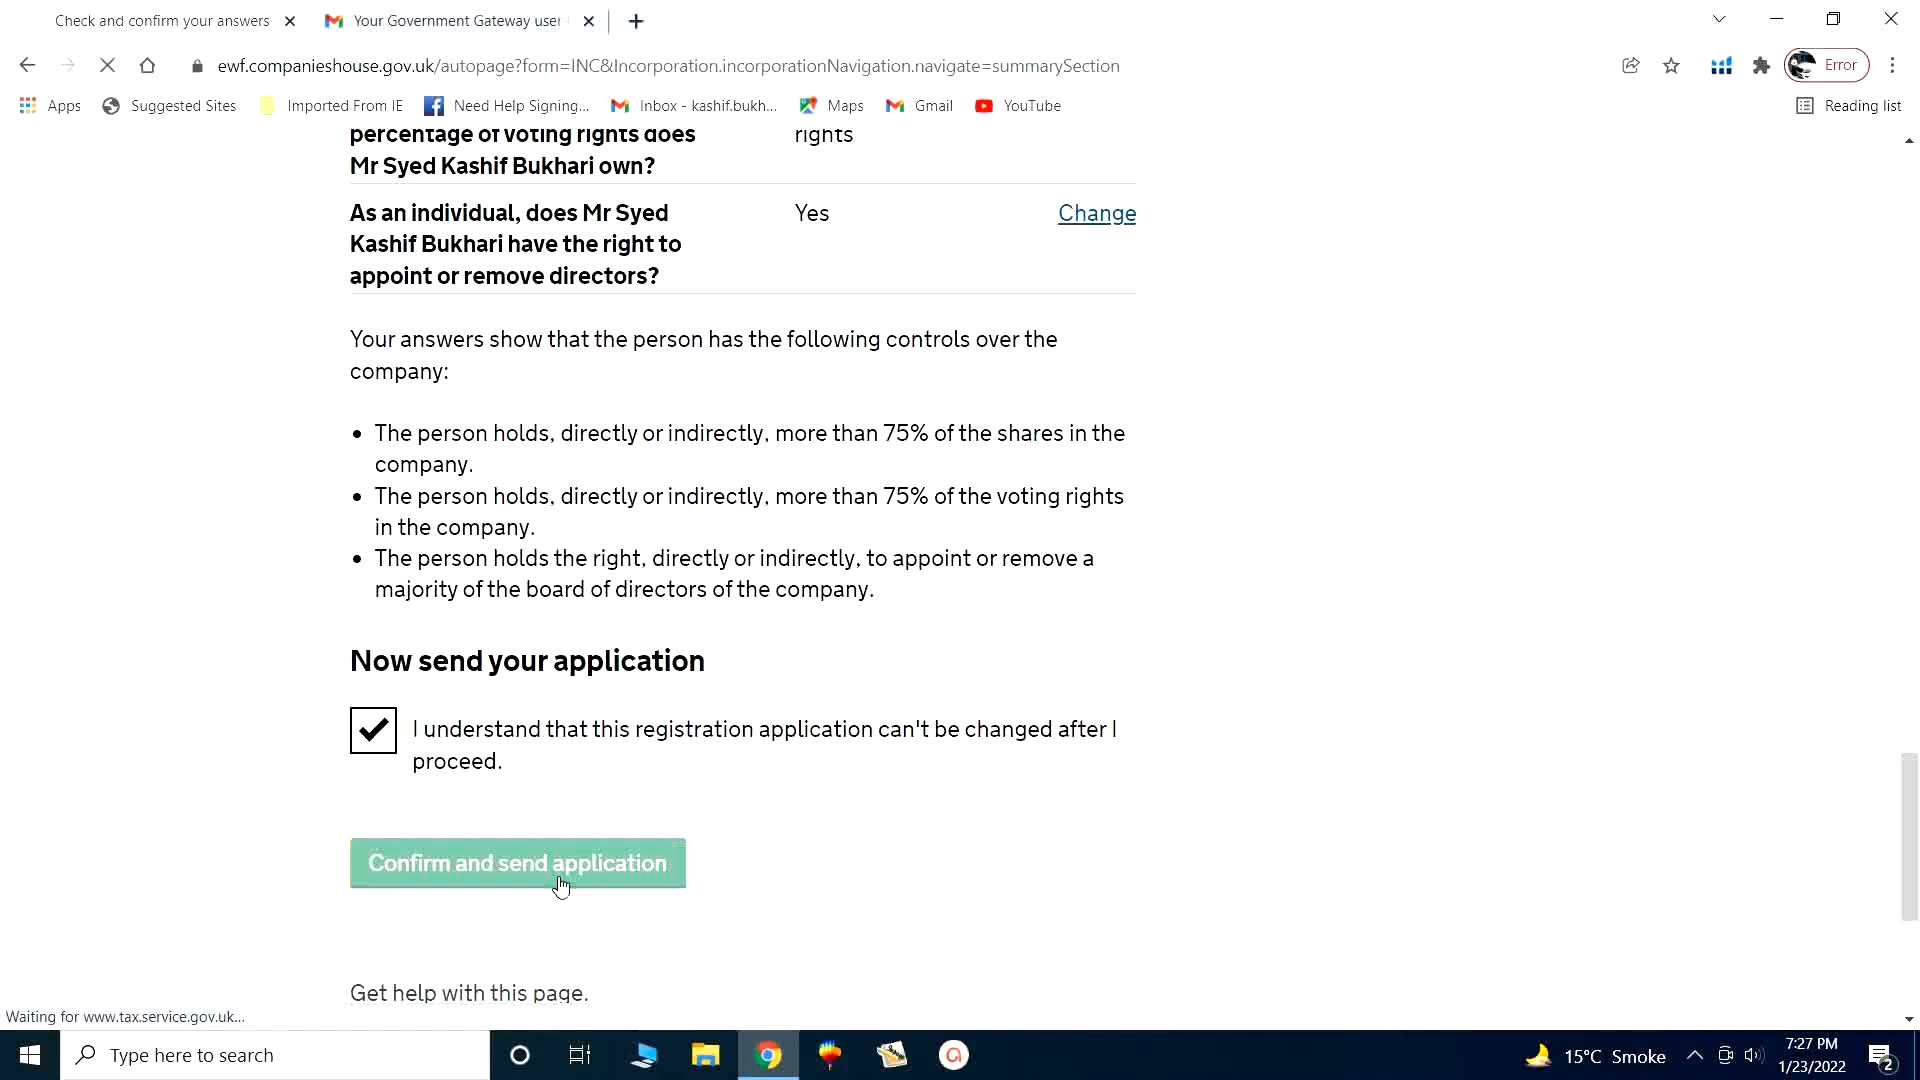 Check and confirm your answers
Your Government Gateway user
ewf.companieshouse.gov.uk/autopage?form=INC&Incorporation.incorporationNavigation.navigate=summarySection
Error
Apps Suggested Sites Imported From IE Need Help Signing... Inbox - kashif.bukh... Maps Gmail YouTube Reading list
percentage of voting rights does rights
Mr Syed Kashif Bukhari own?
As an individual, does Mr Syed Yes Change
Kashif Bukhari have the right to
appoint or remove directors?
Your answers show that the person has the following controls over the
company:
• The person holds, directly or indirectly, more than 75% of the shares in the
company.
• The person holds, directly or indirectly, more than 75% of the voting rights
in the company.
• The person holds the right, directly or indirectly, to appoint or remove a
majority of the board of directors of the company.
Now send your application
I understand that this registration application can't be changed after I
proceed.
Confirm and send application
Get help with this page.
Waiting for www.tax.service.gov.uk...
Type here to search
15°C Smoke
7:27 PM
1/23/2022
2